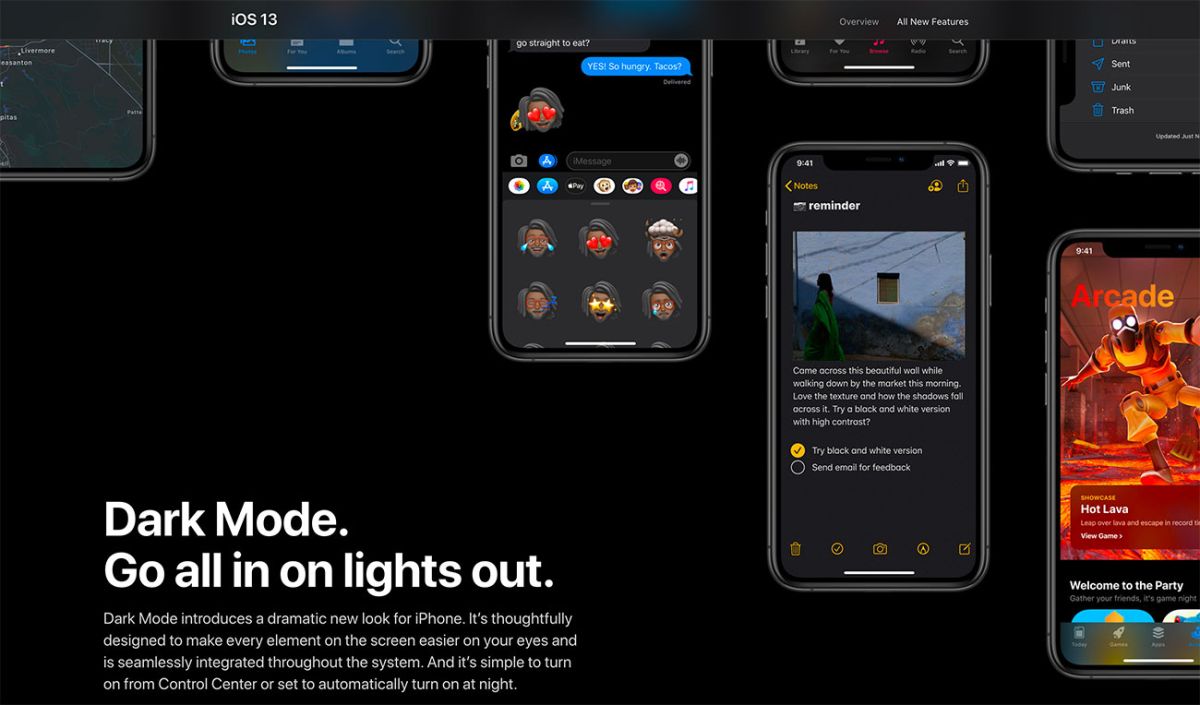 iOS 13
Overview
All New Features
Livermore
easanton
t
pitas
Patte
Photos
For You
Albums
Search
go straight to eat?
YES! So hungry. Tacos?
Delivered
iMessage
Pay
Library
For You
Browse
Radio
Search
Drafts
Sent
Junk
Trash
Updated Just N
9:41
Notes
reminder
Came across this beautiful wall while
walking down by the market this morning.
Love the texture and how the shadows fall
across it. Try a black and white version
with high contrast?
Try black and white version
Send email for feedback
9:41
Arcade
SHOWCASE
Hot Lava
Leap over lava and escape in record ti
View Game >
Welcome to the Party
Gather your friends, it's game night
Today
Games
Apps
Dark Mode.
Go all in on lights out.
Dark Mode introduces a dramatic new look for iPhone. It’s thoughtfully
designed to make every element on the screen easier on your eyes and
is seamlessly integrated throughout the system. And it’s simple to turn
on from Control Center or set to automatically turn on at night.